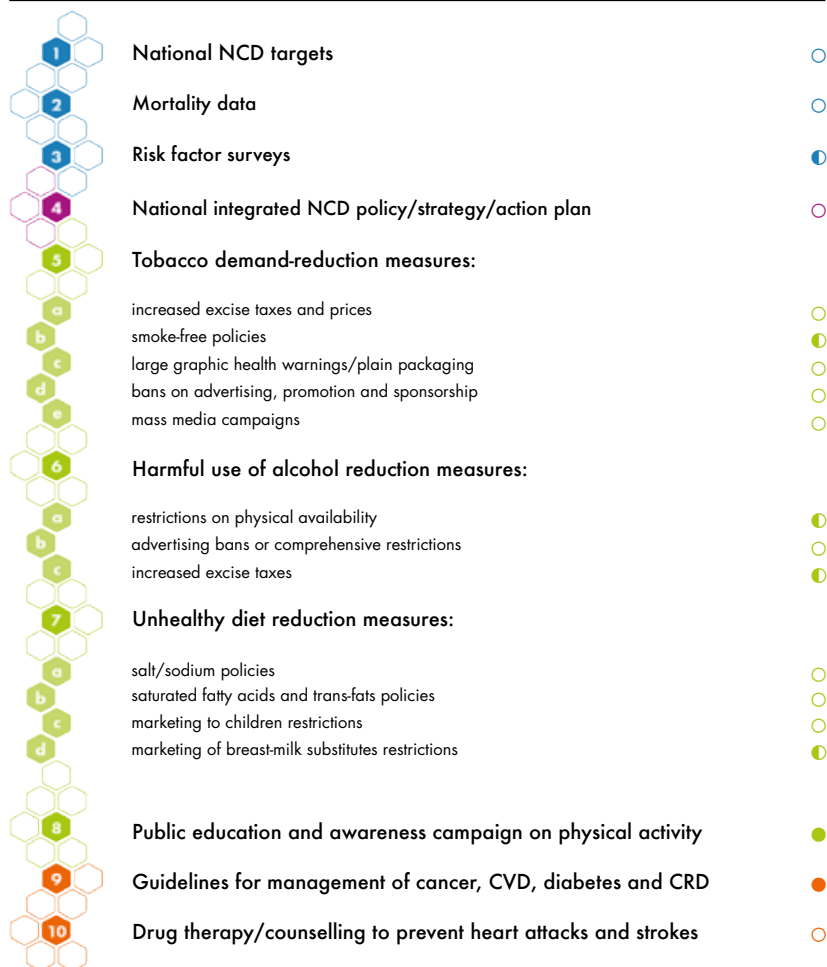 1 National NCD targets
2 Mortality data
3 Risk factor surveys
4 National integrated NCD policy/strategy/action plan
5 Tobacco demand-reduction measures:
a increased excise taxes and prices
b smoke-free policies
c large graphic health warnings/plain packaging
d bans on advertising, promotion and sponsorship
e mass media campaigns
6 Harmful use of alcohol reduction measures:
a restrictions on physical availability
b advertising bans or comprehensive restrictions
c increased excise taxes
7 Unhealthy diet reduction measures:
a salt/sodium policies
b saturated fatty acids and trans-fats policies
c marketing to children restrictions
d marketing of breast-milk substitutes restrictions
8 Public education and awareness campaign on physical activity
9 Guidelines for management of cancer, CVD, diabetes and CRD
10 Drug therapy/counselling to prevent heart attacks and strokes